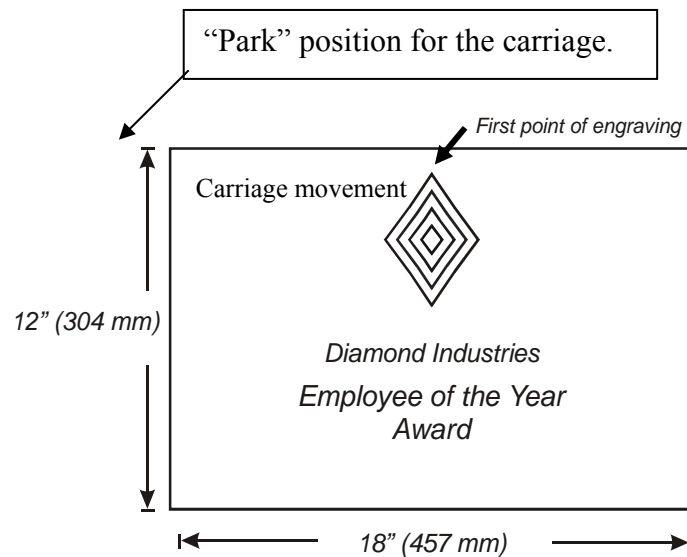 “Park” position for the carriage.
First point of engraving
Carriage movement
12” (304 mm)
Diamond Industries
Employee of the Year
Award
18” (457 mm)